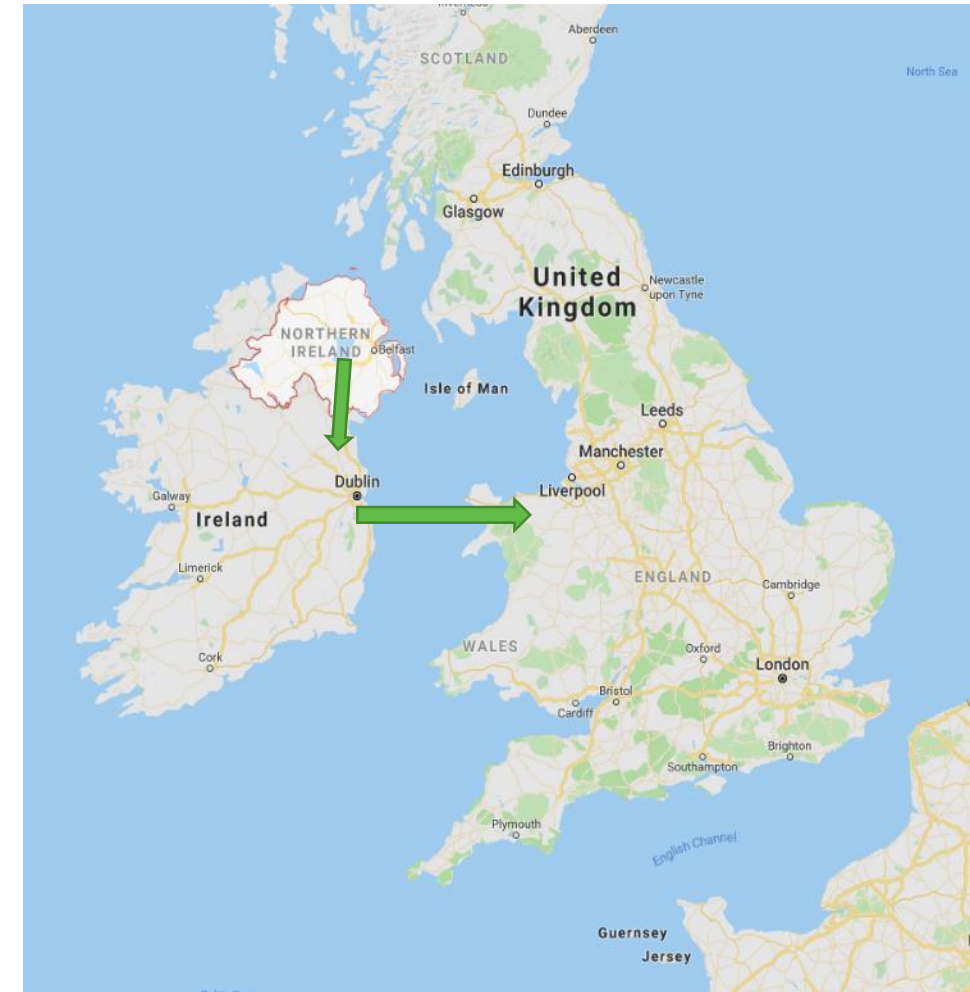 Aberdeen
SCOTLAND
North Sea
Dundee
Edinburgh
Glasgow
United
Kingdom
Newcastle
upon Tyne
NORTHERN
IRELAND
Belfast
Isle of Man
Leeds
Manchester
Liverpool
Dublin
Galway
Ireland
Limerick
ENGLAND
Cambridge
Cork
WALES
Oxford
London
Bristol
Cardiff
Brighton
Southampton
Plymouth
English Channel
Guernsey
Jersey